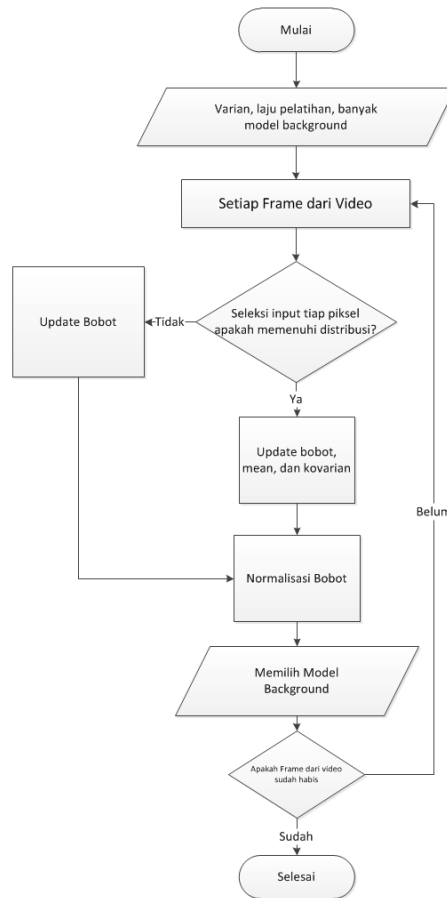 Mulai
Varian, laju pelatihan, banyak
model background
Setiap Frame dari Video
Seleksi input tiap piksel
apakah memenuhi distribusi?
Tidak
Update Bobot
Ya
Update bobot,
mean, dan kovarian
Belum
Normalisasi Bobot
Memilih Model
Background
Apakah Frame dari video
sudah habis
Sudah
Selesai